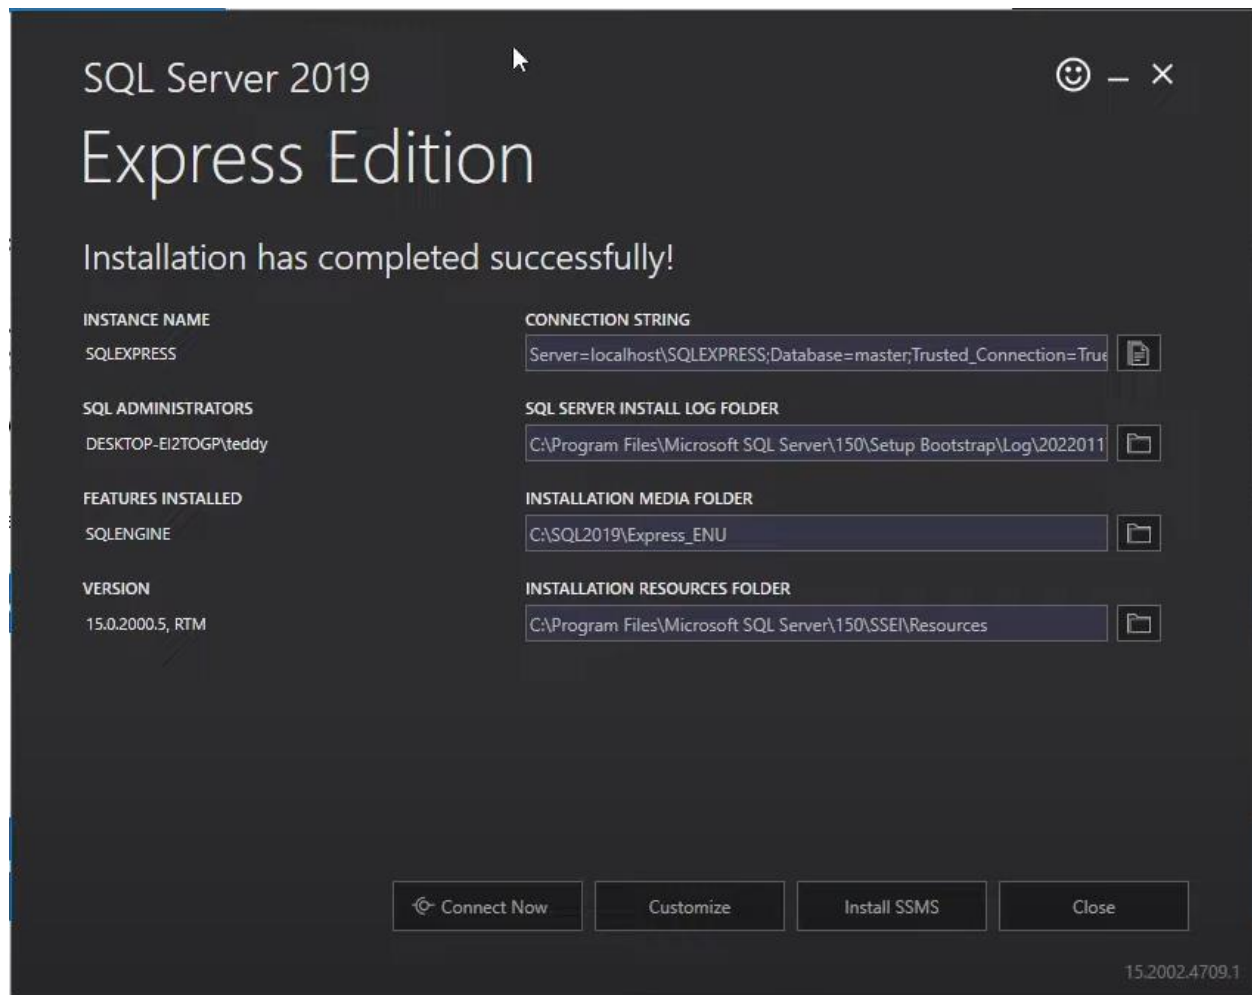 SQL Server 2019
Express Edition
Installation has completed successfully!
INSTANCE NAME
SQLEXPRESS
CONNECTION STRING
Server=localhost\SQLEXPRESS;Database=master;Trusted_Connection=True
SQL ADMINISTRATORS
DESKTOP-EI2TOGP\teddy
SQL SERVER INSTALL LOG FOLDER
C:\Program Files\Microsoft SQL Server\150\Setup Bootstrap\Log\2022011
FEATURES INSTALLED
SQLENGINE
INSTALLATION MEDIA FOLDER
C:\SQL2019\Express_ENU
VERSION
15.0.2000.5, RTM
INSTALLATION RESOURCES FOLDER
C:\Program Files\Microsoft SQL Server\150\SSEI\Resources
Connect Now
Customize
Install SSMS
Close
15.2002.4709.1